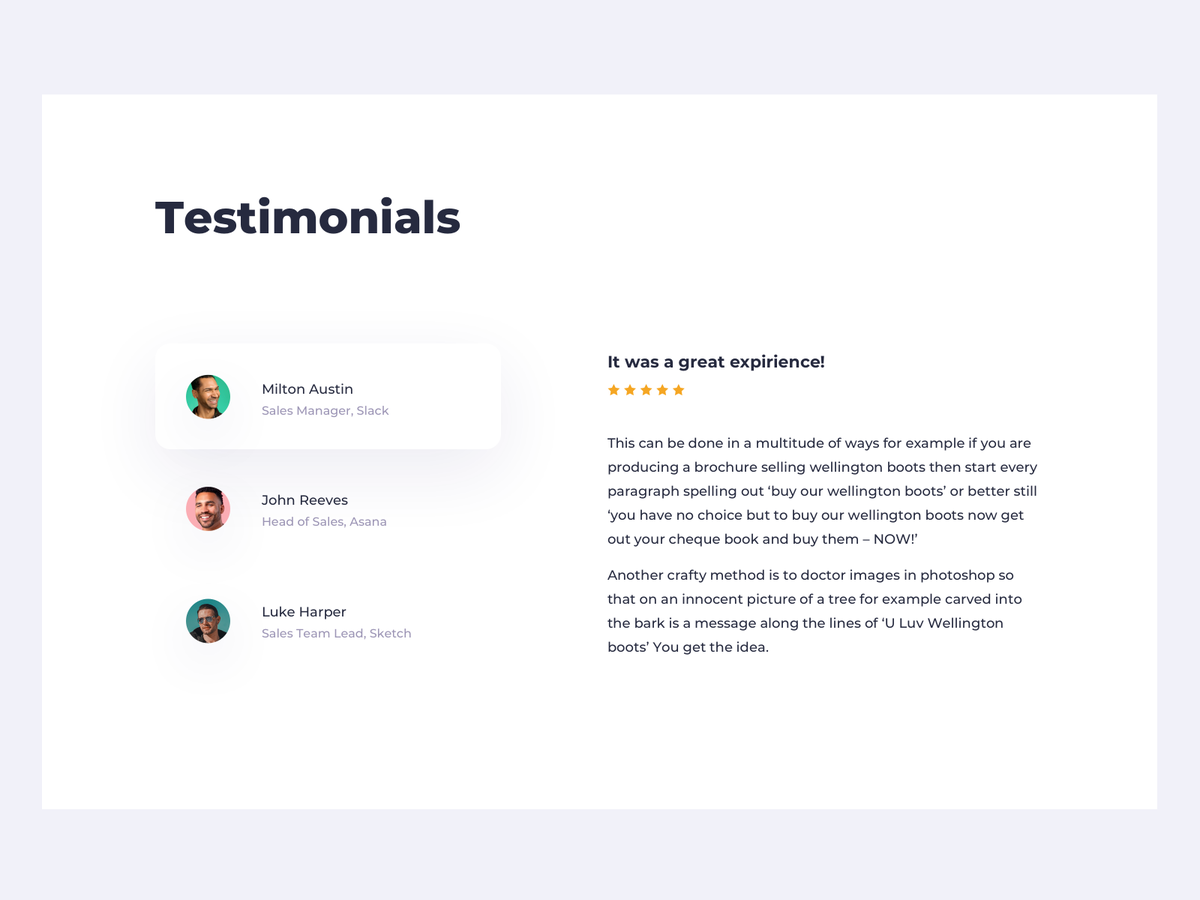 Testimonials
Milton Austin
Sales Manager, Slack
John Reeves
Head of Sales, Asana
Luke Harper
Sales Team Lead, Sketch
It was a great expirience!
This can be done in a multitude of ways for example if you are
producing a brochure selling wellington boots then start every
paragraph spelling out ‘buy our wellington boots’ or better still
‘you have no choice but to buy our wellington boots now get
out your cheque book and buy them – NOW!’
Another crafty method is to doctor images in photoshop so
that on an innocent picture of a tree for example carved into
the bark is a message along the lines of ‘U Luv Wellington
boots’ You get the idea.